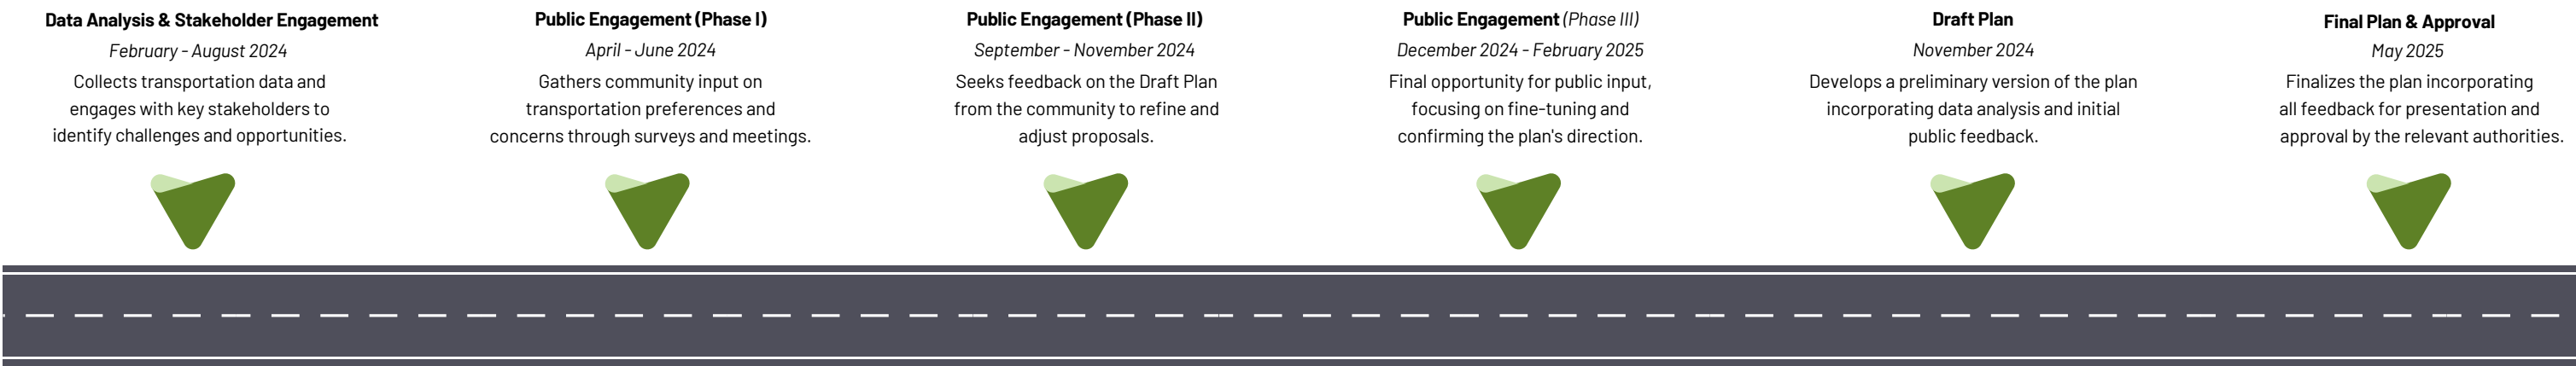 Data Analysis & Stakeholder Engagement
February - August 2024
Collects transportation data and
engages with key stakeholders to
identify challenges and opportunities.
Public Engagement (Phase I)
April - June 2024
Gathers community input on
transportation preferences and
concerns through surveys and meetings.
Public Engagement (Phase II)
September - November 2024
Seeks feedback on the Draft Plan
from the community to refine and
adjust proposals.
Public Engagement (Phase III)
December 2024 - February 2025
Final opportunity for public input,
focusing on fine-tuning and
confirming the plan's direction.
Draft Plan
November 2024
Develops a preliminary version of the plan
incorporating data analysis and initial
public feedback.
Final Plan & Approval
May 2025
Finalizes the plan incorporating
all feedback for presentation and
approval by the relevant authorities.